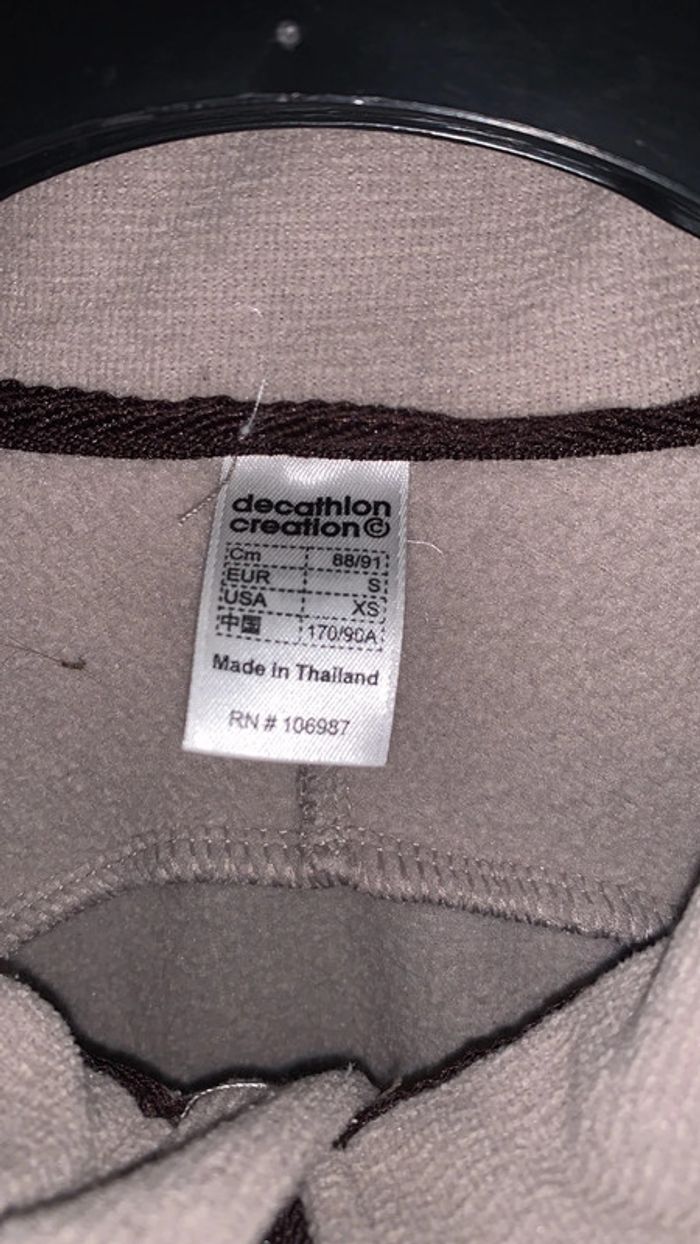 decathlon
creation©
Cm 88/91
EUR S
USA XS
中国 170/90A
Made in Thailand
RN # 106987